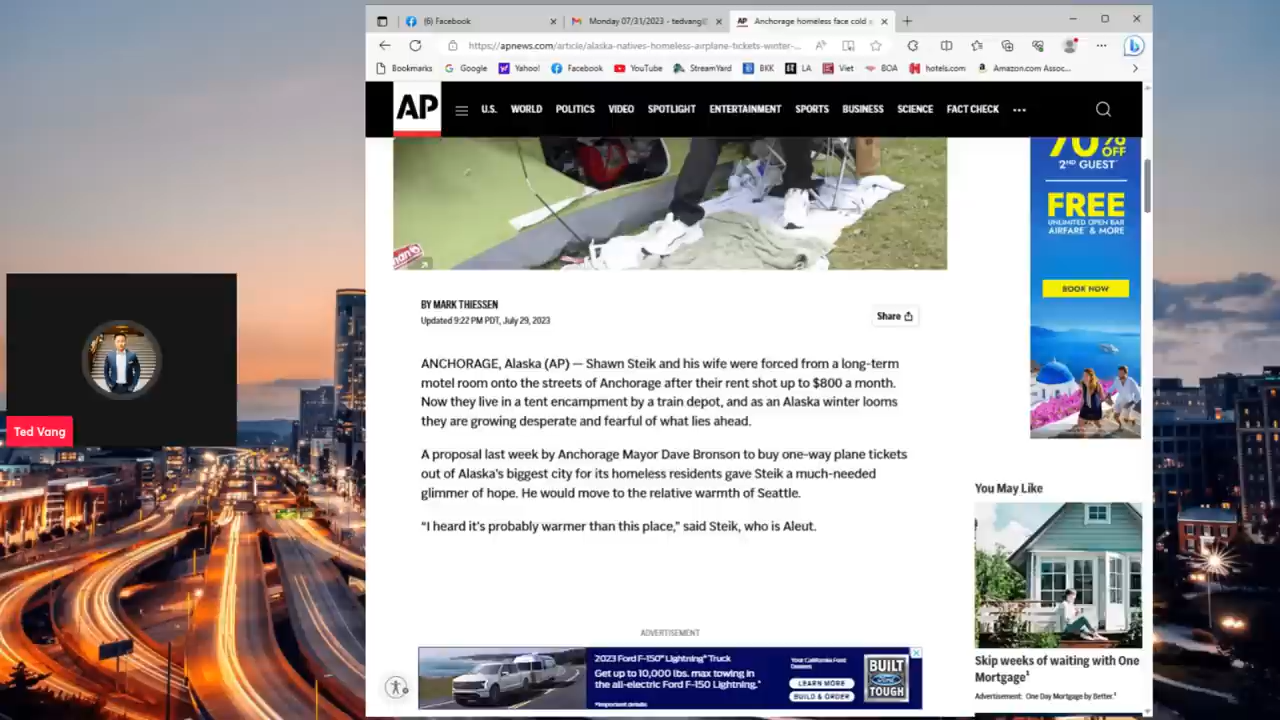 (6) Facebook
Monday 07/31/2023 - tedvang@
AP Anchorage homeless face cold a
https://apnews.com/article/alaska-natives-homeless-airplane-tickets-winter-...
Bookmarks Google Yahoo! Facebook YouTube StreamYard BKK LA Viet BOA hotels.com Amazon.com Assoc...
AP U.S. WORLD POLITICS VIDEO SPOTLIGHT ENTERTAINMENT SPORTS BUSINESS SCIENCE FACT CHECK
70% OFF
2ND GUEST
FREE
UNLIMITED OPEN BAR
AIRFARE & MORE
BOOK NOW
BY MARK THIESSEN
Updated 9:22 PM PDT, July 29, 2023
Share
ANCHORAGE, Alaska (AP) — Shawn Steik and his wife were forced from a long-term
motel room onto the streets of Anchorage after their rent shot up to $800 a month.
Now they live in a tent encampment by a train depot, and as an Alaska winter looms
they are growing desperate and fearful of what lies ahead.
A proposal last week by Anchorage Mayor Dave Bronson to buy one-way plane tickets
out of Alaska's biggest city for its homeless residents gave Steik a much-needed
glimmer of hope. He would move to the relative warmth of Seattle.
“I heard it's probably warmer than this place,” said Steik, who is Aleut.
ADVERTISEMENT
2023 Ford F-150® Lightning® Truck
Get up to 10,000 lbs. max towing in
the all-electric Ford F-150 Lightning.*
*Important details
Your California Ford
Dealers
LEARN MORE
BUILD & ORDER
BUILT
Ford
TOUGH
You May Like
Skip weeks of waiting with One
Mortgage¹
Advertisement: One Day Mortgage by Better.¹
Ted Vang